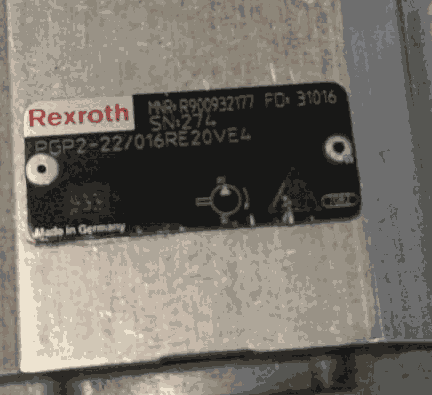 Rexroth
MNR: R900932177 FD: 31016
SN:274
PGP2-22/016RE20VE4
Made in Germany